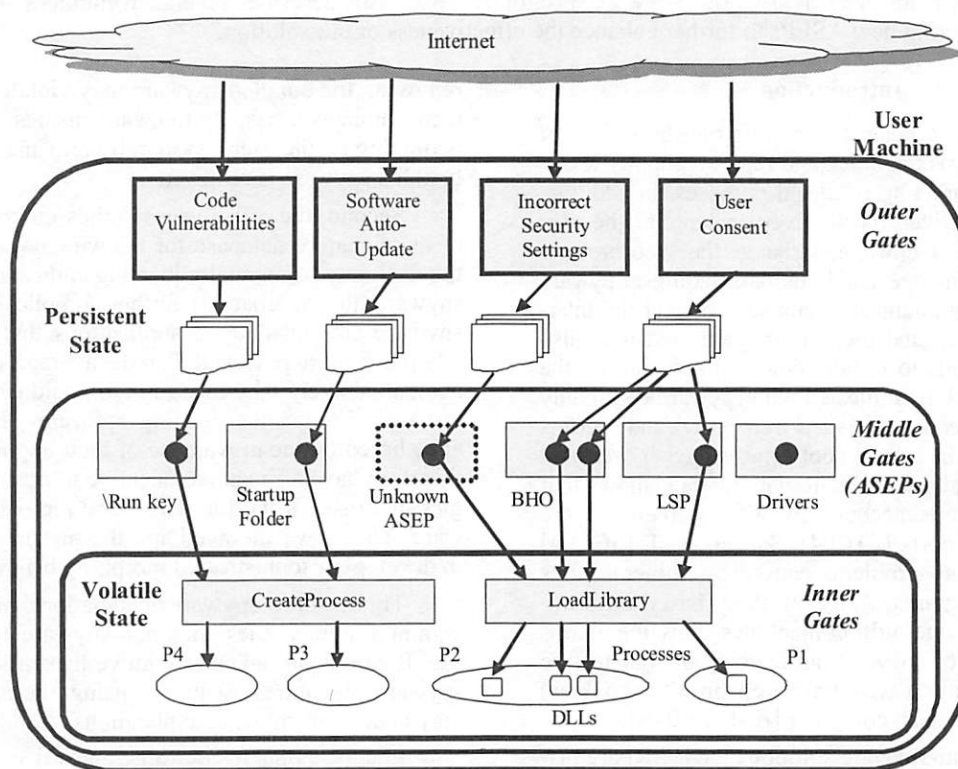 Internet
User
Machine
Code
Vulnerabilities
Software
Auto-
Update
Incorrect
Security
Settings
User
Consent
Outer
Gates
Persistent
State
Middle
Gates
(ASEPs)
\Run key
Startup
Folder
Unknown
ASEP
BHO
LSP
Drivers
Volatile
State
CreateProcess
LoadLibrary
Inner
Gates
P4
P3
P2
Processes
P1
DLLs